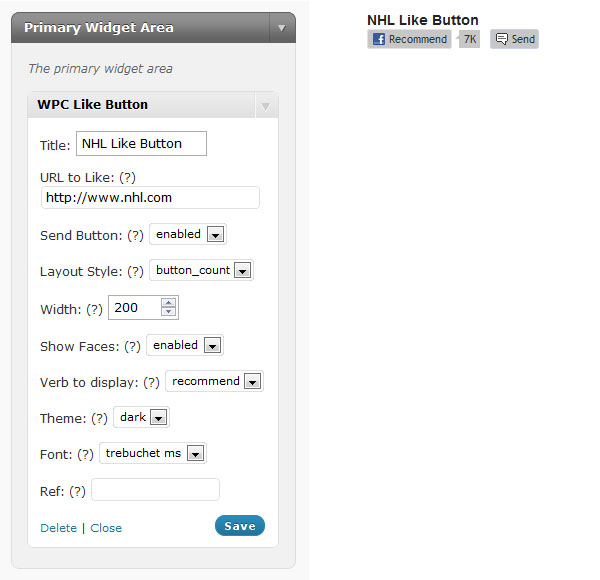 Primary Widget Area
The primary widget area
WPC Like Button
Title: NHL Like Button
URL to Like: (?)
http://www.nhl.com
Send Button: (?) enabled
Layout Style: (?) button_count
Width: (?) 200
Show Faces: (?) enabled
Verb to display: (?) recommend
Theme: (?) dark
Font: (?) trebuchet ms
Ref: (?)
Delete | Close Save
NHL Like Button
Recommend 7K Send